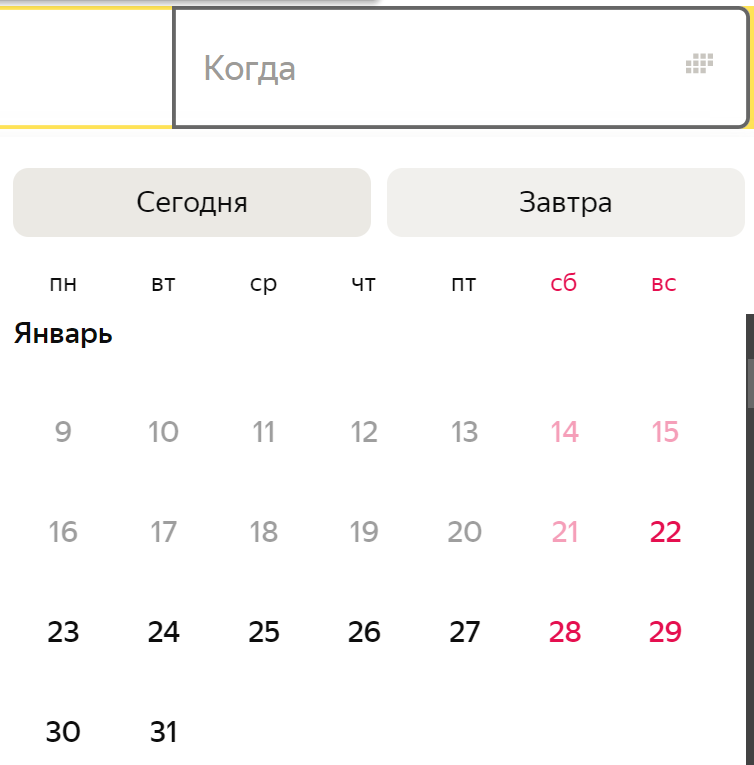 Когда
Сегодня Завтра
пн вт ср чт пт сб вс
Январь
9 10 11 12 13 14 15
16 17 18 19 20 21 22
23 24 25 26 27 28 29
30 31